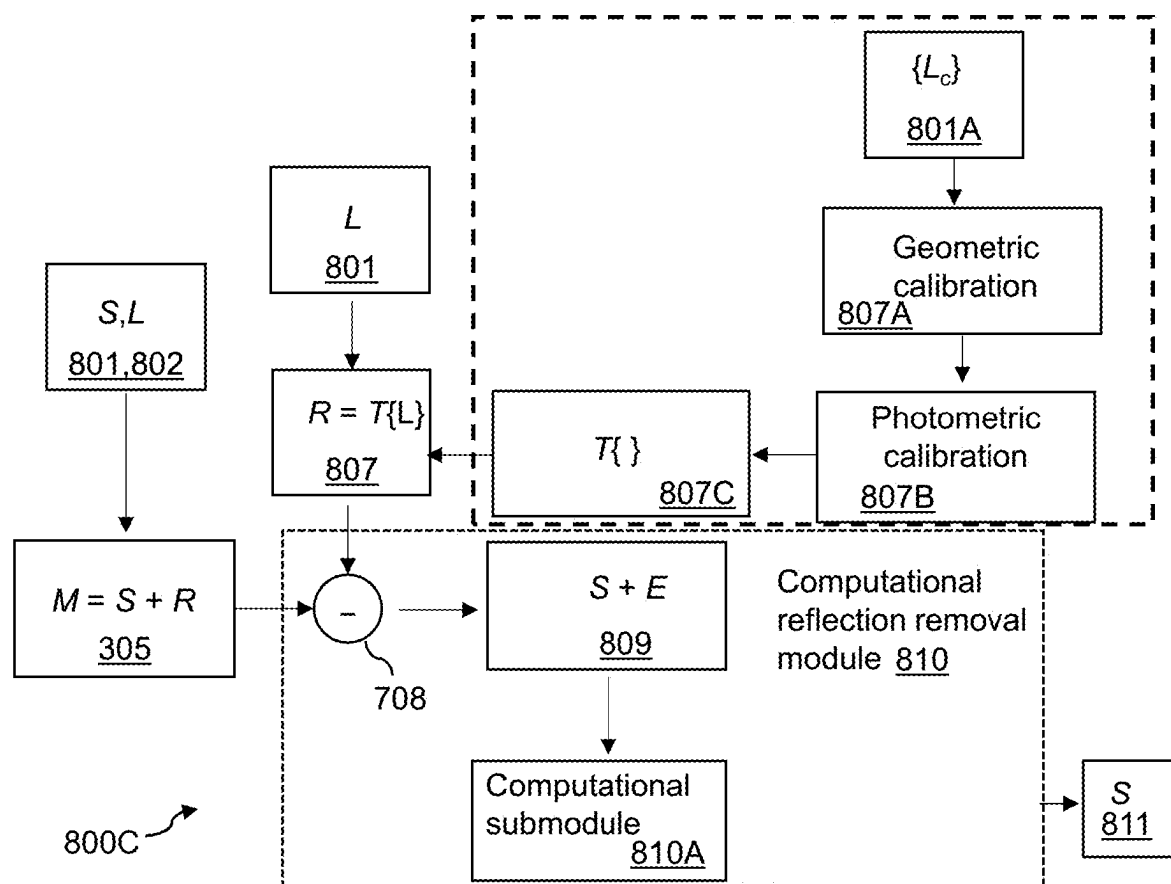 {Lc}
801A
L
801
Geometric
calibration
807A
S,L
801,802
R = T{L}
807
T{ }
807C
Photometric
calibration
807B
M = S + R
305
–
708
S + E
809
Computational
reflection removal
module 810
Computational
submodule
810A
S
811
800C